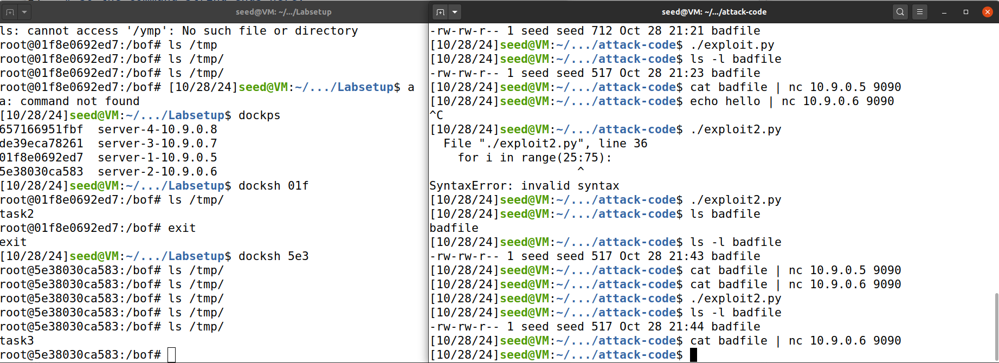 seed@VM: ~/.../Labsetup
ls: cannot access '/ymp': No such file or directory
root@01f8e0692ed7:/bof# ls /tmp
root@01f8e0692ed7:/bof# ls /tmp/
root@01f8e0692ed7:/bof# ls /tmp/
root@01f8e0692ed7:/bof# [10/28/24]seed@VM:~/.../Labsetup$ a
a: command not found
[10/28/24]seed@VM:~/.../Labsetup$ dockps
657166951fbf  server-4-10.9.0.8
de39eca78261  server-3-10.9.0.7
01f8e0692ed7  server-1-10.9.0.5
5e38030ca583  server-2-10.9.0.6
[10/28/24]seed@VM:~/.../Labsetup$ docksh 01f
root@01f8e0692ed7:/bof# ls /tmp/
task2
root@01f8e0692ed7:/bof# exit
exit
[10/28/24]seed@VM:~/.../Labsetup$ docksh 5e3
root@5e38030ca583:/bof# ls /tmp/
root@5e38030ca583:/bof# ls /tmp/
root@5e38030ca583:/bof# ls /tmp/
root@5e38030ca583:/bof# ls /tmp/
root@5e38030ca583:/bof# ls /tmp/
task3
root@5e38030ca583:/bof#
seed@VM: ~/.../attack-code
-rw-rw-r-- 1 seed seed 712 Oct 28 21:21 badfile
[10/28/24]seed@VM:~/.../attack-code$ ./exploit.py
[10/28/24]seed@VM:~/.../attack-code$ ls -l badfile
-rw-rw-r-- 1 seed seed 517 Oct 28 21:23 badfile
[10/28/24]seed@VM:~/.../attack-code$ cat badfile | nc 10.9.0.5 9090
[10/28/24]seed@VM:~/.../attack-code$ echo hello | nc 10.9.0.6 9090
^C
[10/28/24]seed@VM:~/.../attack-code$ ./exploit2.py
  File "./exploit2.py", line 36
    for i in range(25:75):
                     ^
SyntaxError: invalid syntax
[10/28/24]seed@VM:~/.../attack-code$ ./exploit2.py
[10/28/24]seed@VM:~/.../attack-code$ ls badfile
badfile
[10/28/24]seed@VM:~/.../attack-code$ ls -l badfile
-rw-rw-r-- 1 seed seed 517 Oct 28 21:43 badfile
[10/28/24]seed@VM:~/.../attack-code$ cat badfile | nc 10.9.0.5 9090
[10/28/24]seed@VM:~/.../attack-code$ cat badfile | nc 10.9.0.6 9090
[10/28/24]seed@VM:~/.../attack-code$ ./exploit2.py
[10/28/24]seed@VM:~/.../attack-code$ ls -l badfile
-rw-rw-r-- 1 seed seed 517 Oct 28 21:44 badfile
[10/28/24]seed@VM:~/.../attack-code$ cat badfile | nc 10.9.0.6 9090
[10/28/24]seed@VM:~/.../attack-code$